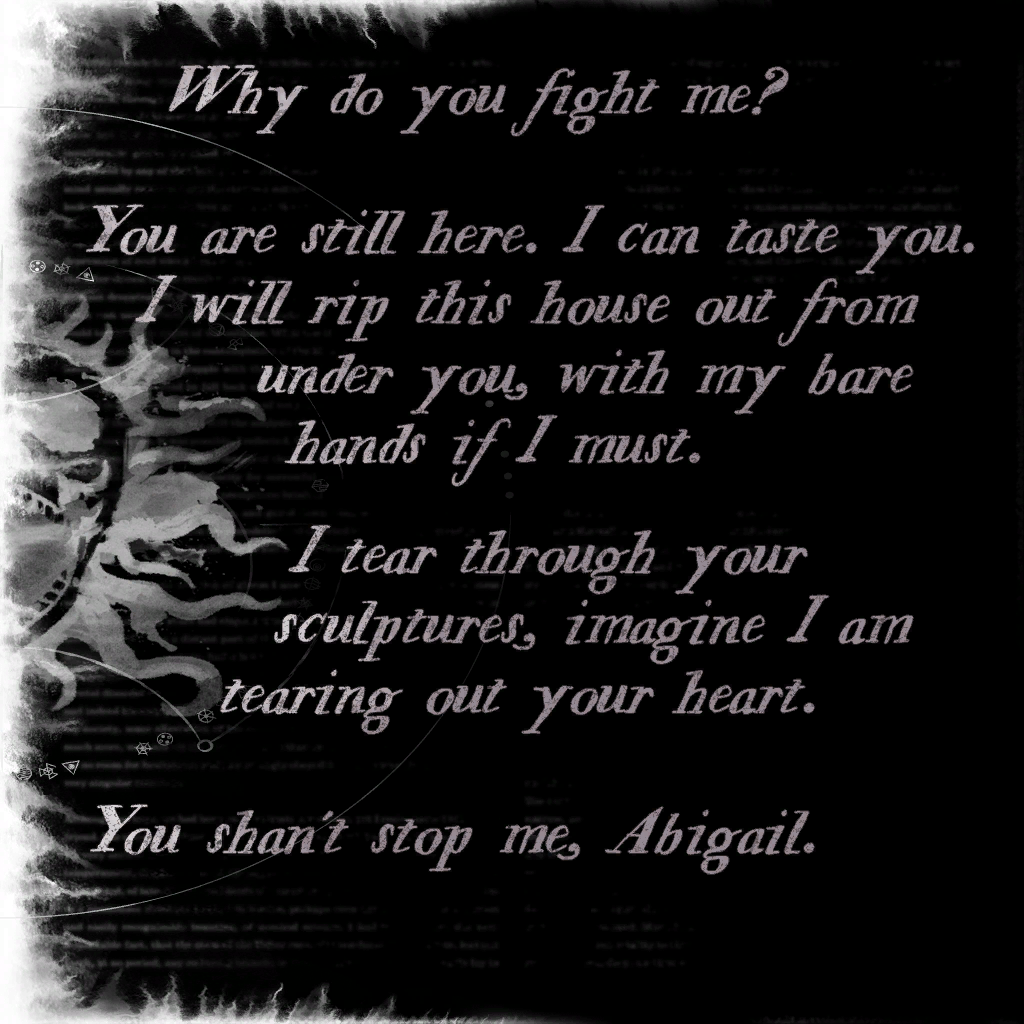 Why do you fight me?
You are still here. I can taste you.
I will rip this house out from
under you, with my bare
hands if I must.
I tear through your
sculptures, imagine I am
tearing out your heart.
You shan't stop me, Abigail.